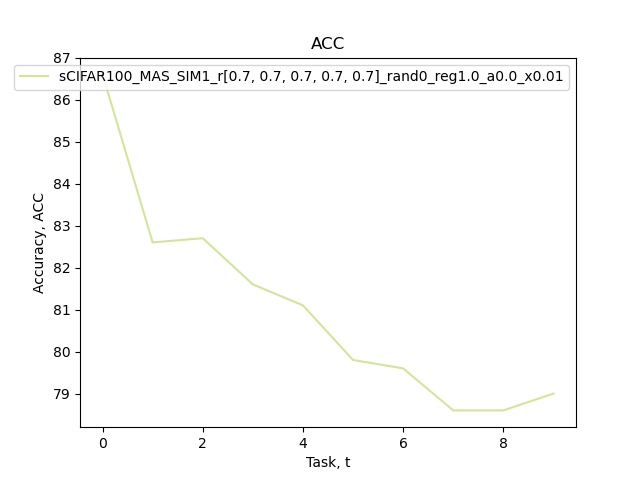 ACC
sCIFAR100_MAS_SIM1_r[0.7, 0.7, 0.7, 0.7, 0.7]_rand0_reg1.0_a0.0_x0.01
87
86
85
84
83
82
81
80
79
Accuracy, ACC
0 2 4 6 8
Task, t